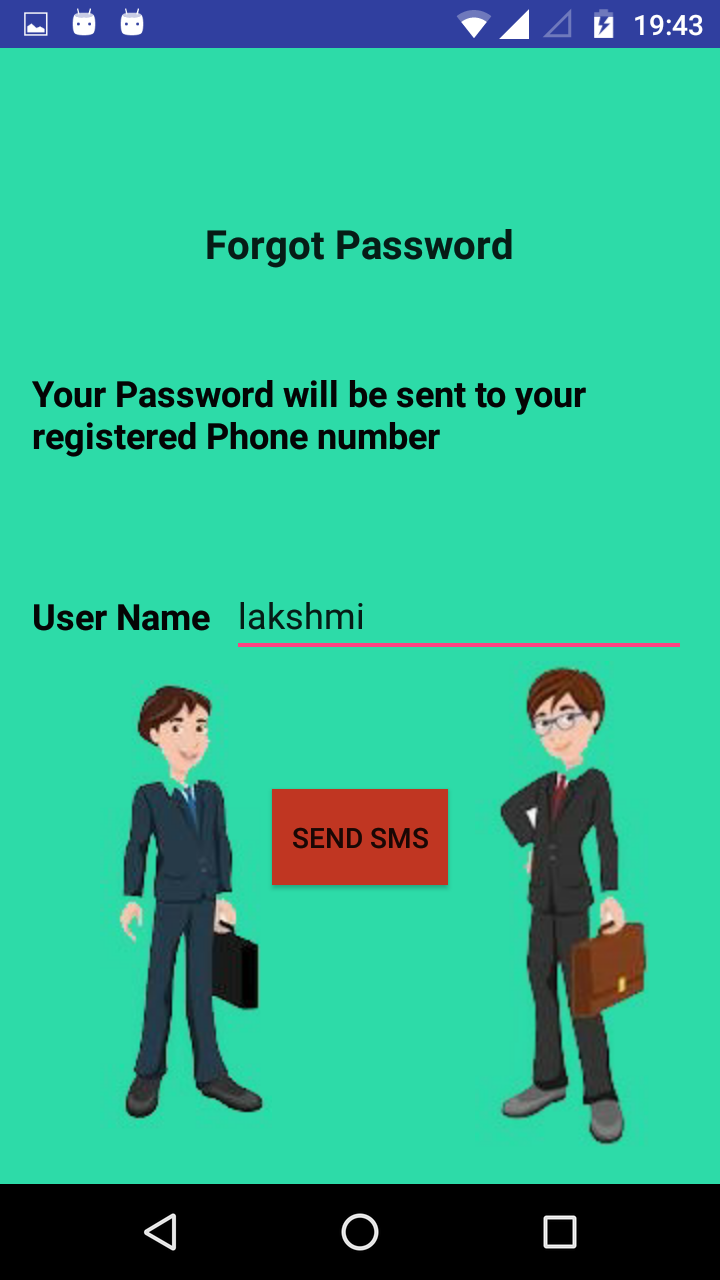 19:43
Forgot Password
Your Password will be sent to your
registered Phone number
User Name lakshmi
SEND SMS